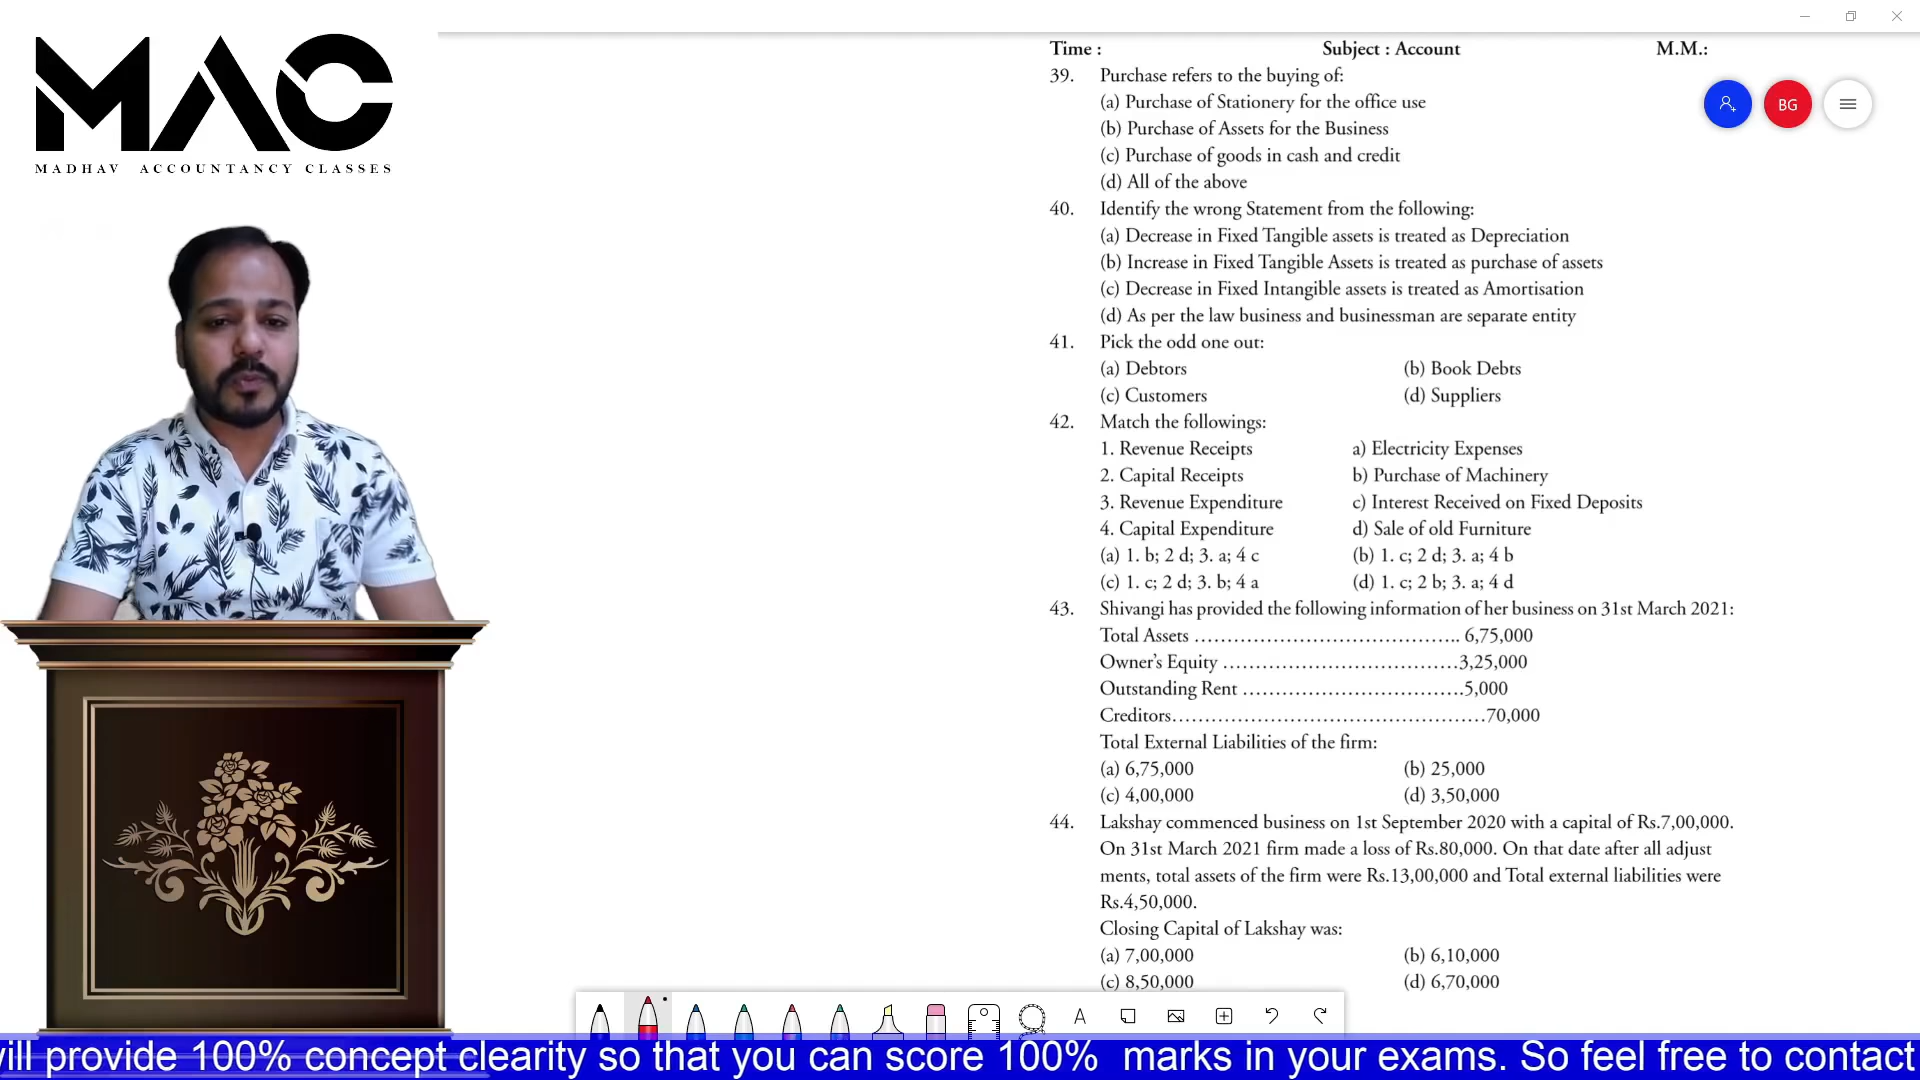 MAC
MADHAV ACCOUNTANCY CLASSES
Time : Subject : Account M.M.:
39. Purchase refers to the buying of:
(a) Purchase of Stationery for the office use
(b) Purchase of Assets for the Business
(c) Purchase of goods in cash and credit
(d) All of the above
BG
40. Identify the wrong Statement from the following:
(a) Decrease in Fixed Tangible assets is treated as Depreciation
(b) Increase in Fixed Tangible Assets is treated as purchase of assets
(c) Decrease in Fixed Intangible assets is treated as Amortisation
(d) As per the law business and businessman are separate entity
41. Pick the odd one out:
(a) Debtors (b) Book Debts
(c) Customers (d) Suppliers
42. Match the followings:
1. Revenue Receipts a) Electricity Expenses
2. Capital Receipts b) Purchase of Machinery
3. Revenue Expenditure c) Interest Received on Fixed Deposits
4. Capital Expenditure d) Sale of old Furniture
(a) 1. b; 2 d; 3. a; 4 c (b) 1. c; 2 d; 3. a; 4 b
(c) 1. c; 2 d; 3. b; 4 a (d) 1. c; 2 b; 3. a; 4 d
43. Shivangi has provided the following information of her business on 31st March 2021:
Total Assets ………………………………….. 6,75,000
Owner's Equity ………………………………3,25,000
Outstanding Rent …………………………….5,000
Creditors…………………………………………70,000
Total External Liabilities of the firm:
(a) 6,75,000 (b) 25,000
(c) 4,00,000 (d) 3,50,000
44. Lakshay commenced business on 1st September 2020 with a capital of Rs.7,00,000.
On 31st March 2021 firm made a loss of Rs.80,000. On that date after all adjust
ments, total assets of the firm were Rs.13,00,000 and Total external liabilities were
Rs.4,50,000.
Closing Capital of Lakshay was:
(a) 7,00,000 (b) 6,10,000
(c) 8,50,000 (d) 6,70,000
will provide 100% concept clearity so that you can score 100% marks in your exams. So feel free to contact